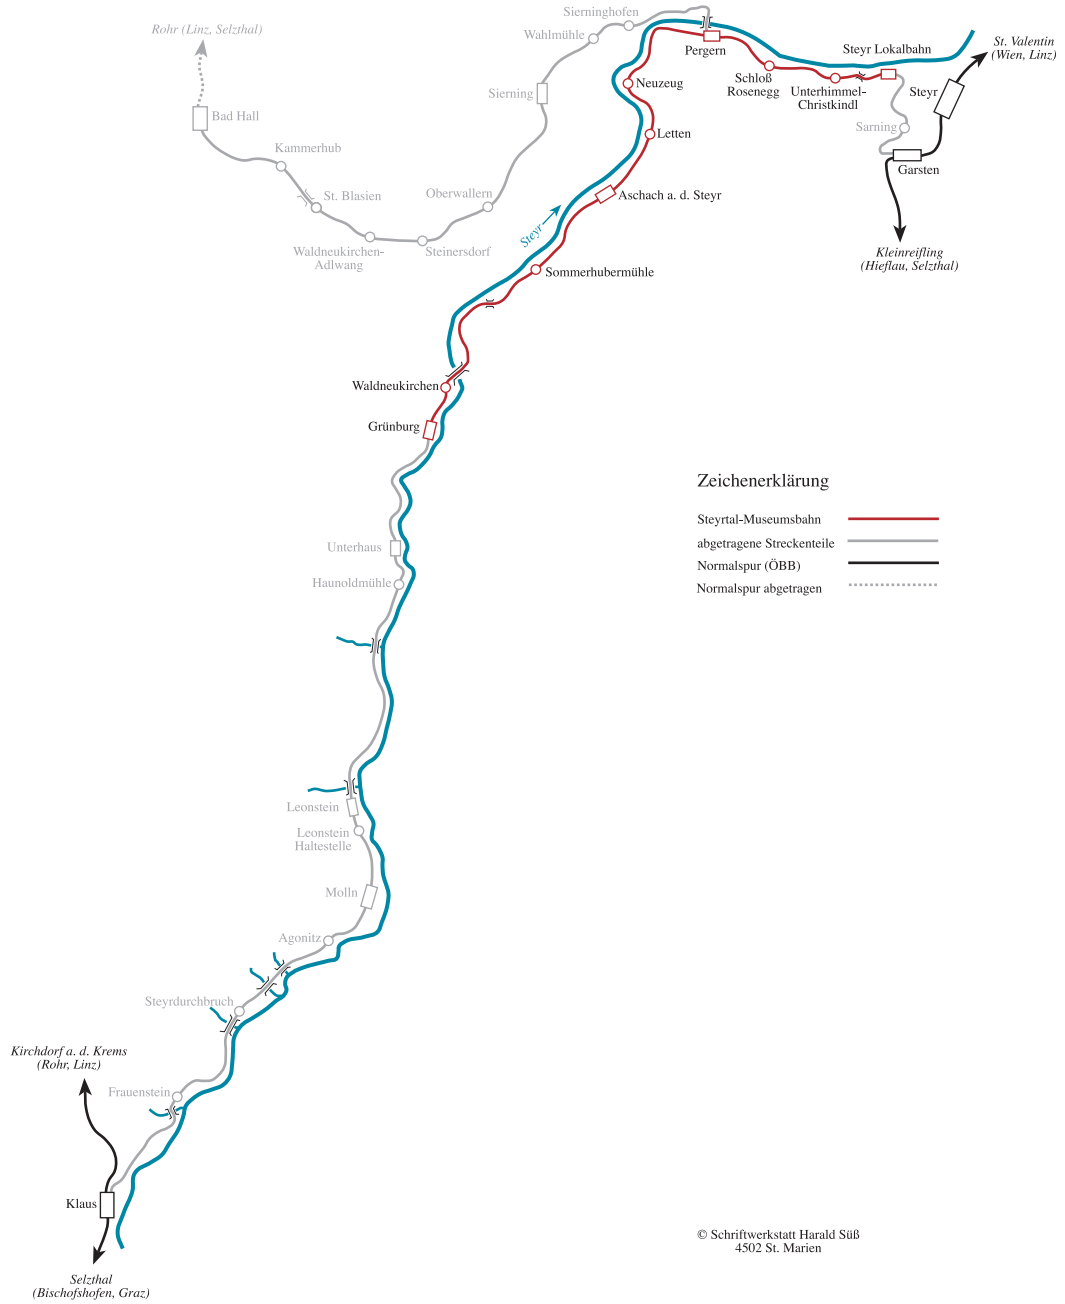 Rohr (Linz, Selzthal)
Sierninghofen
Wahlmühle
Pergern
Steyr Lokalbahn
St. Valentin
(Wien, Linz)
Schloß
Rosenegg
Unterhimmel-
Christkindl
Steyr
Neuzeug
Sierning
Bad Hall
Sarning
Letten
Kammerhub
Garsten
St. Blasien
Oberwallern
Aschach a. d. Steyr
Steyr
Waldneukirchen-
Adlwang
Steinersdorf
Kleinreifling
(Hieflau, Selzthal)
Sommerhubermühle
Waldneukirchen
Grünburg
Zeichenerklärung
Steyrtal-Museumsbahn
abgetragene Streckenteile
Normalspur (ÖBB)
Normalspur abgetragen
Unterhaus
Haunoldmühle
Leonstein
Leonstein
Haltestelle
Molln
Agonitz
Steyrdurchbruch
Kirchdorf a. d. Krems
(Rohr, Linz)
Frauenstein
Klaus
© Schriftwerkstatt Harald Süß
4502 St. Marien
Selzthal
(Bischofshofen, Graz)